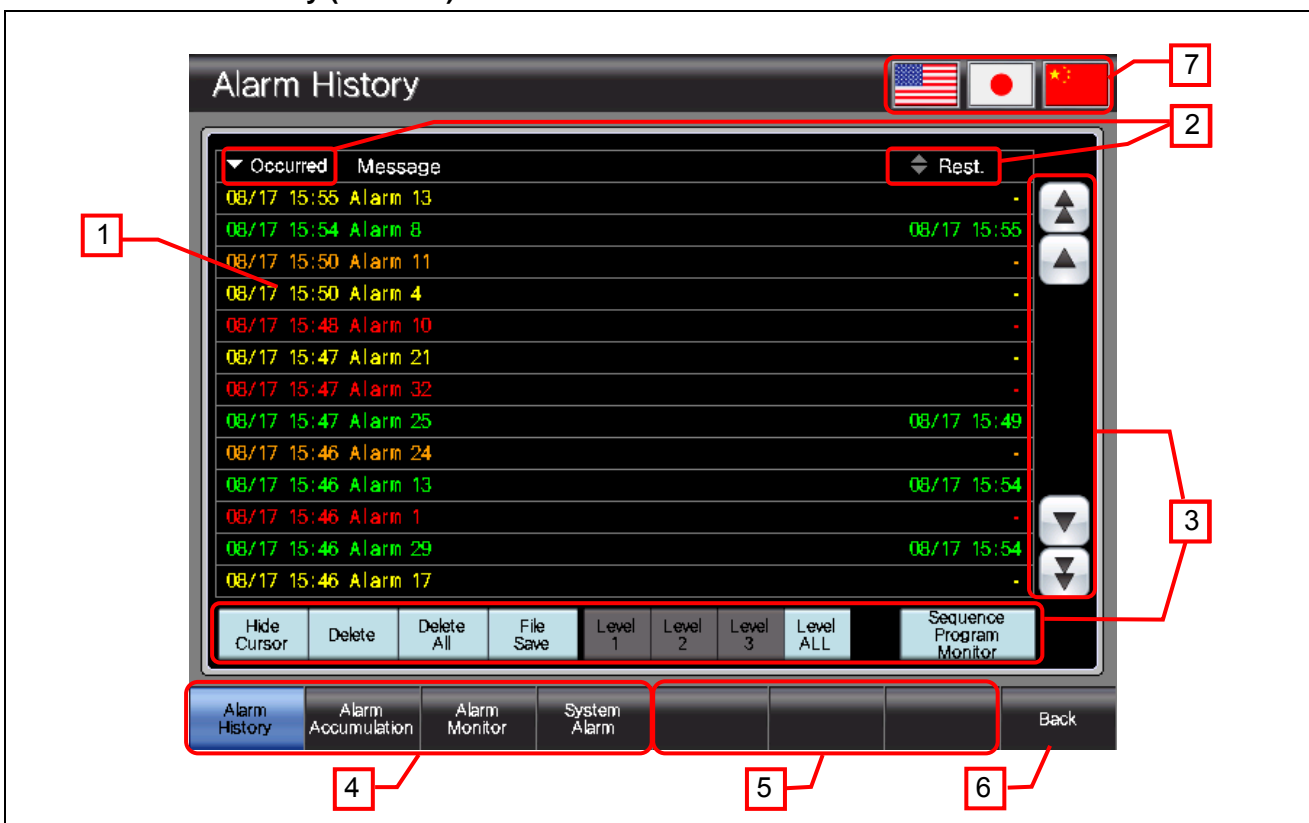 Alarm History
7
2
▼ Occurred Message Rest.
08/17 15:55 Alarm 13 -
08/17 15:54 Alarm 8 08/17 15:55
1
08/17 15:50 Alarm 11 -
08/17 15:50 Alarm 4 -
08/17 15:48 Alarm 10 -
08/17 15:47 Alarm 21 -
08/17 15:47 Alarm 32 -
08/17 15:47 Alarm 25 08/17 15:49
08/17 15:46 Alarm 24 -
08/17 15:46 Alarm 13 08/17 15:54
08/17 15:46 Alarm 1 -
3
08/17 15:46 Alarm 29 08/17 15:54
08/17 15:46 Alarm 17 -
Hide
Cursor
Delete
Delete
All
File
Save
Level
1
Level
2
Level
3
Level
ALL
Sequence
Program
Monitor
Alarm
History
Alarm
Accumulation
Alarm
Monitor
System
Alarm
Back
4
5
6